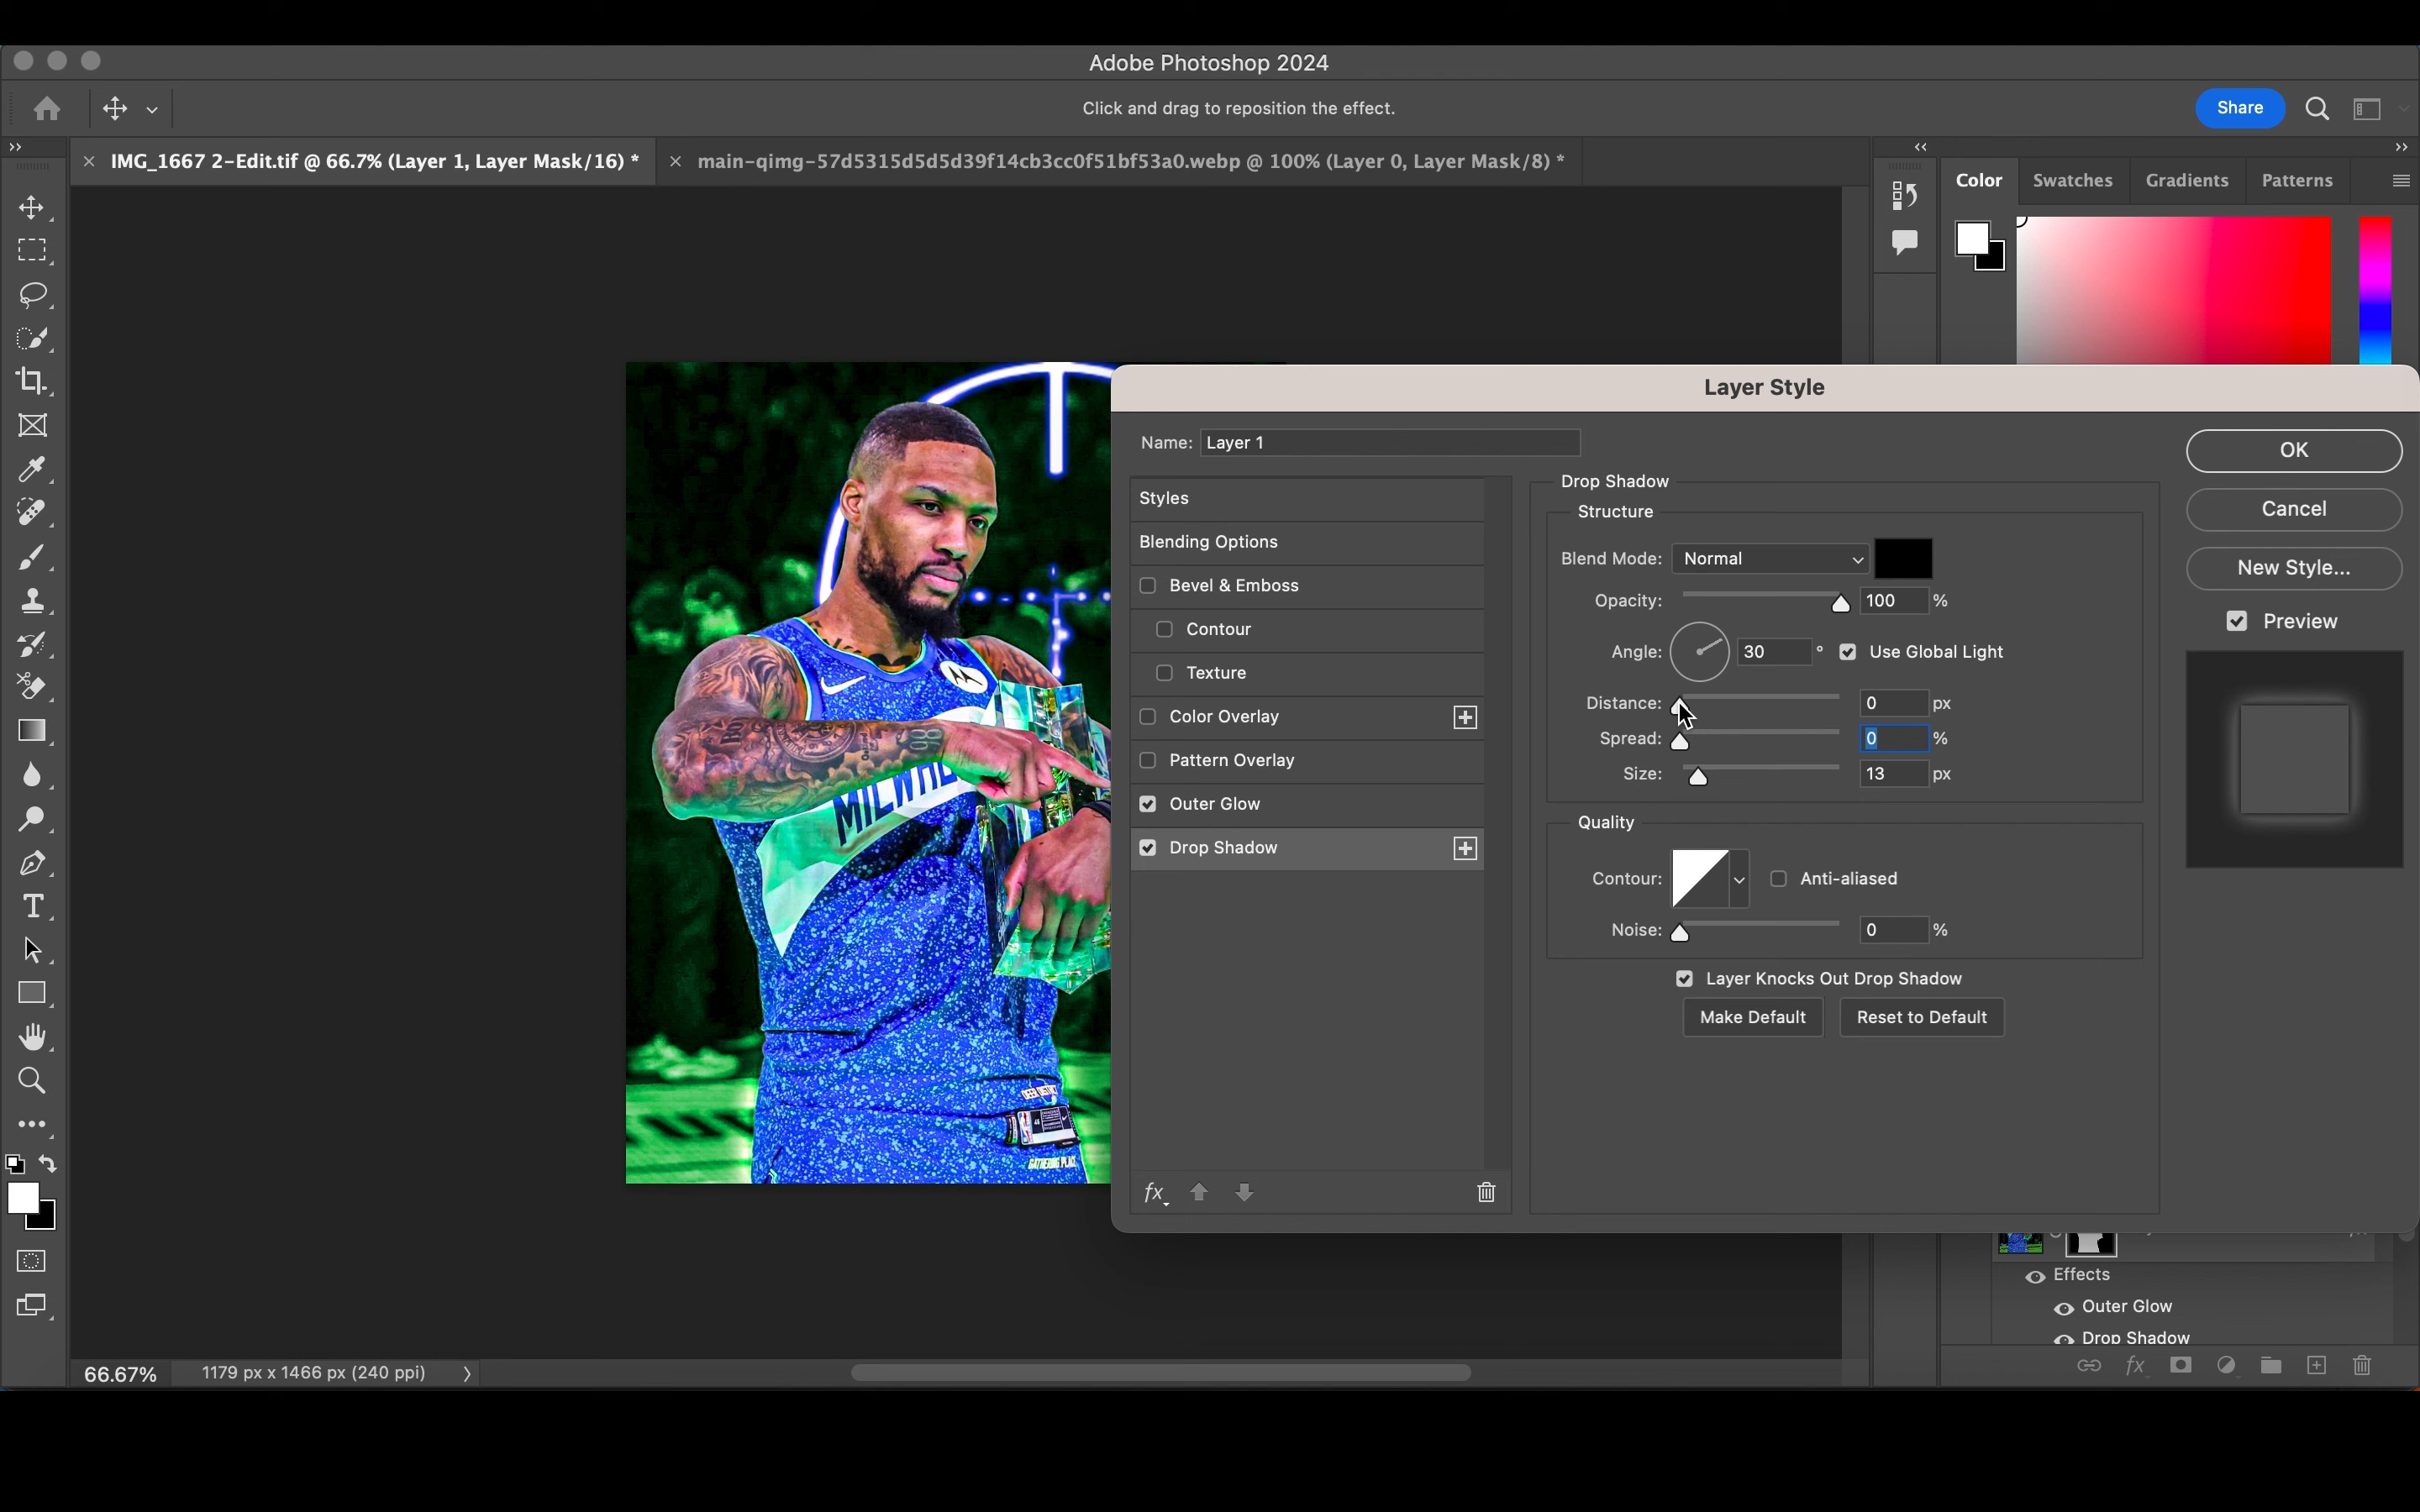 Adobe Photoshop 2024
Click and drag to reposition the effect.
Share
IMG_1667 2-Edit.tif @ 66.7% (Layer 1, Layer Mask/16) *
main-qimg-57d5315d5d5d39f14cb3cc0f51bf53a0.webp @ 100% (Layer 0, Layer Mask/8) *
Color
Swatches
Gradients
Patterns
Layer Style
Name: Layer 1
Styles
Blending Options
Bevel & Emboss
Contour
Texture
Color Overlay
Pattern Overlay
Outer Glow
Drop Shadow
fx
Drop Shadow
Structure
Blend Mode: Normal
Opacity: 100 %
Angle: 30 ° Use Global Light
Distance: 0 px
Spread: 0 %
Size: 13 px
Quality
Contour: Anti-aliased
Noise: 0 %
Layer Knocks Out Drop Shadow
Make Default
Reset to Default
OK
Cancel
New Style...
Preview
Effects
Outer Glow
Drop Shadow
fx
66.67%
1179 px x 1466 px (240 ppi)
GATHERING PLACE